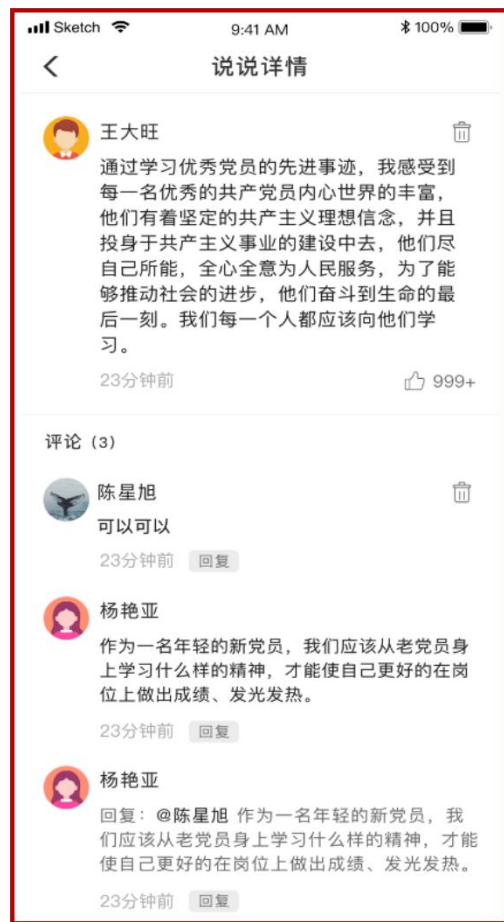 Sketch 9:41 AM 100%
说说详情
王大旺
通过学习优秀党员的先进事迹，我感受到
每一名优秀的共产党员内心世界的丰富，
他们有着坚定的共产主义理想信念，并且
投身于共产主义事业的建设中去，他们尽
自己所能，全心全意为人民服务，为了能
够推动社会的进步，他们奋斗到生命的最
后一刻。我们每一个人都应该向他们学
习。
23分钟前 999+
评论（3）
陈星旭
可以可以
23分钟前 回复
杨艳亚
作为一名年轻的新党员，我们应该从老党员身
上学习什么样的精神，才能使自己更好的在岗
位上做出成绩、发光发热。
23分钟前 回复
杨艳亚
回复：@陈星旭 作为一名年轻的新党员，我
们应该从老党员身上学习什么样的精神，才能
使自己更好的在岗位上做出成绩、发光发热。
23分钟前 回复